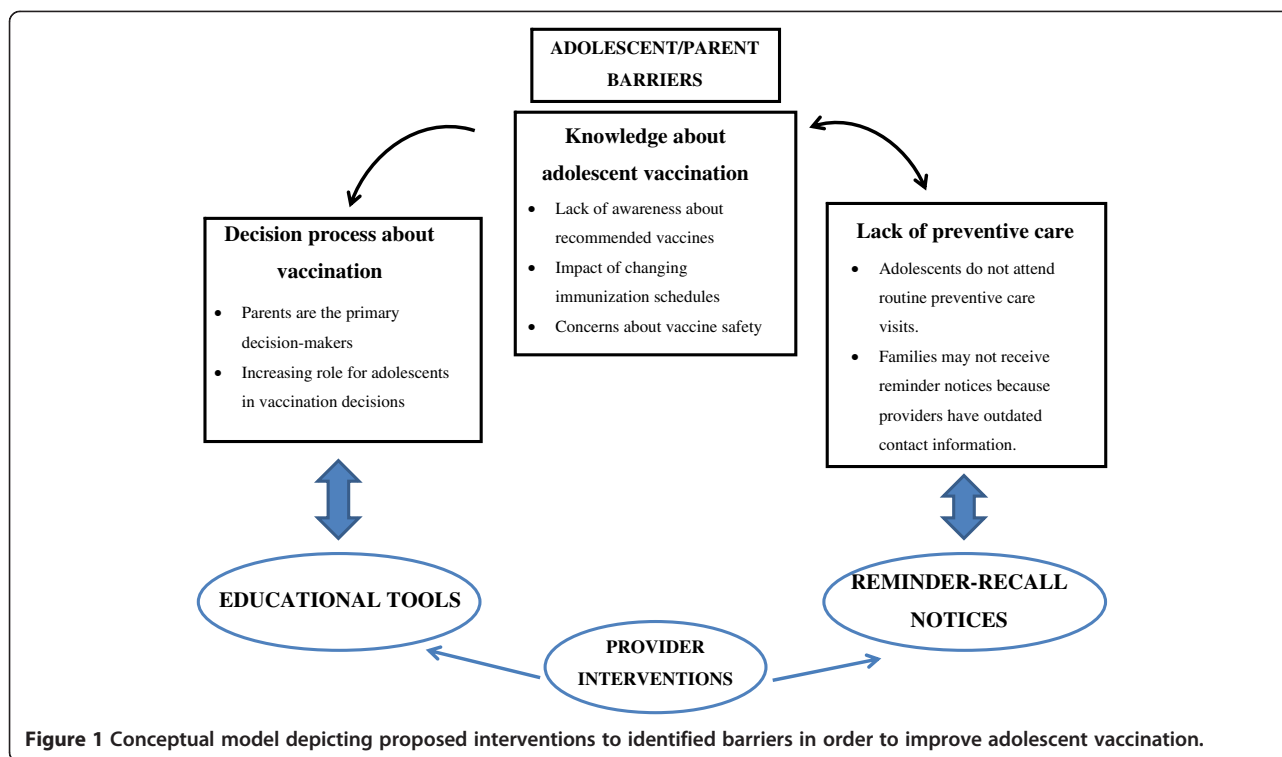 ADOLESCENT/PARENT
BARRIERS
Knowledge about
adolescent vaccination
• Lack of awareness about
recommended vaccines
• Impact of changing
immunization schedules
• Concerns about vaccine safety
Decision process about
vaccination
• Parents are the primary
decision-makers
• Increasing role for adolescents
in vaccination decisions
Lack of preventive care
• Adolescents do not attend
routine preventive care
visits.
• Families may not receive
reminder notices because
providers have outdated
contact information.
EDUCATIONAL TOOLS
REMINDER-RECALL
NOTICES
PROVIDER
INTERVENTIONS
Figure 1 Conceptual model depicting proposed interventions to identified barriers in order to improve adolescent vaccination.